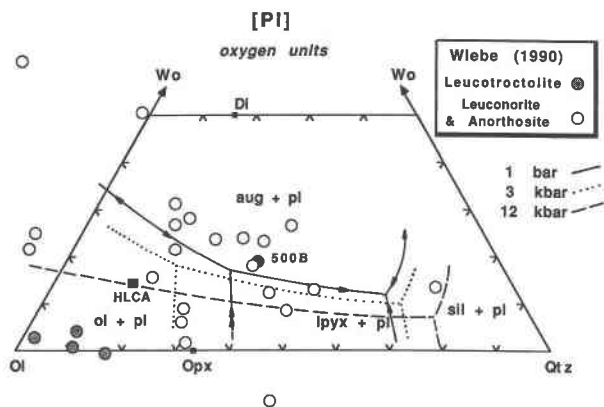 [Pl]
oxygen units
Wiebe (1990)
Leucotroctolite
Leuconorite
& Anorthosite
Wo
Wo
Di
1 bar
3 kbar
12 kbar
aug + pl
500B
HLCA
ol + pl
lpyx + pl
sil + pl
Ol
Opx
Qtz